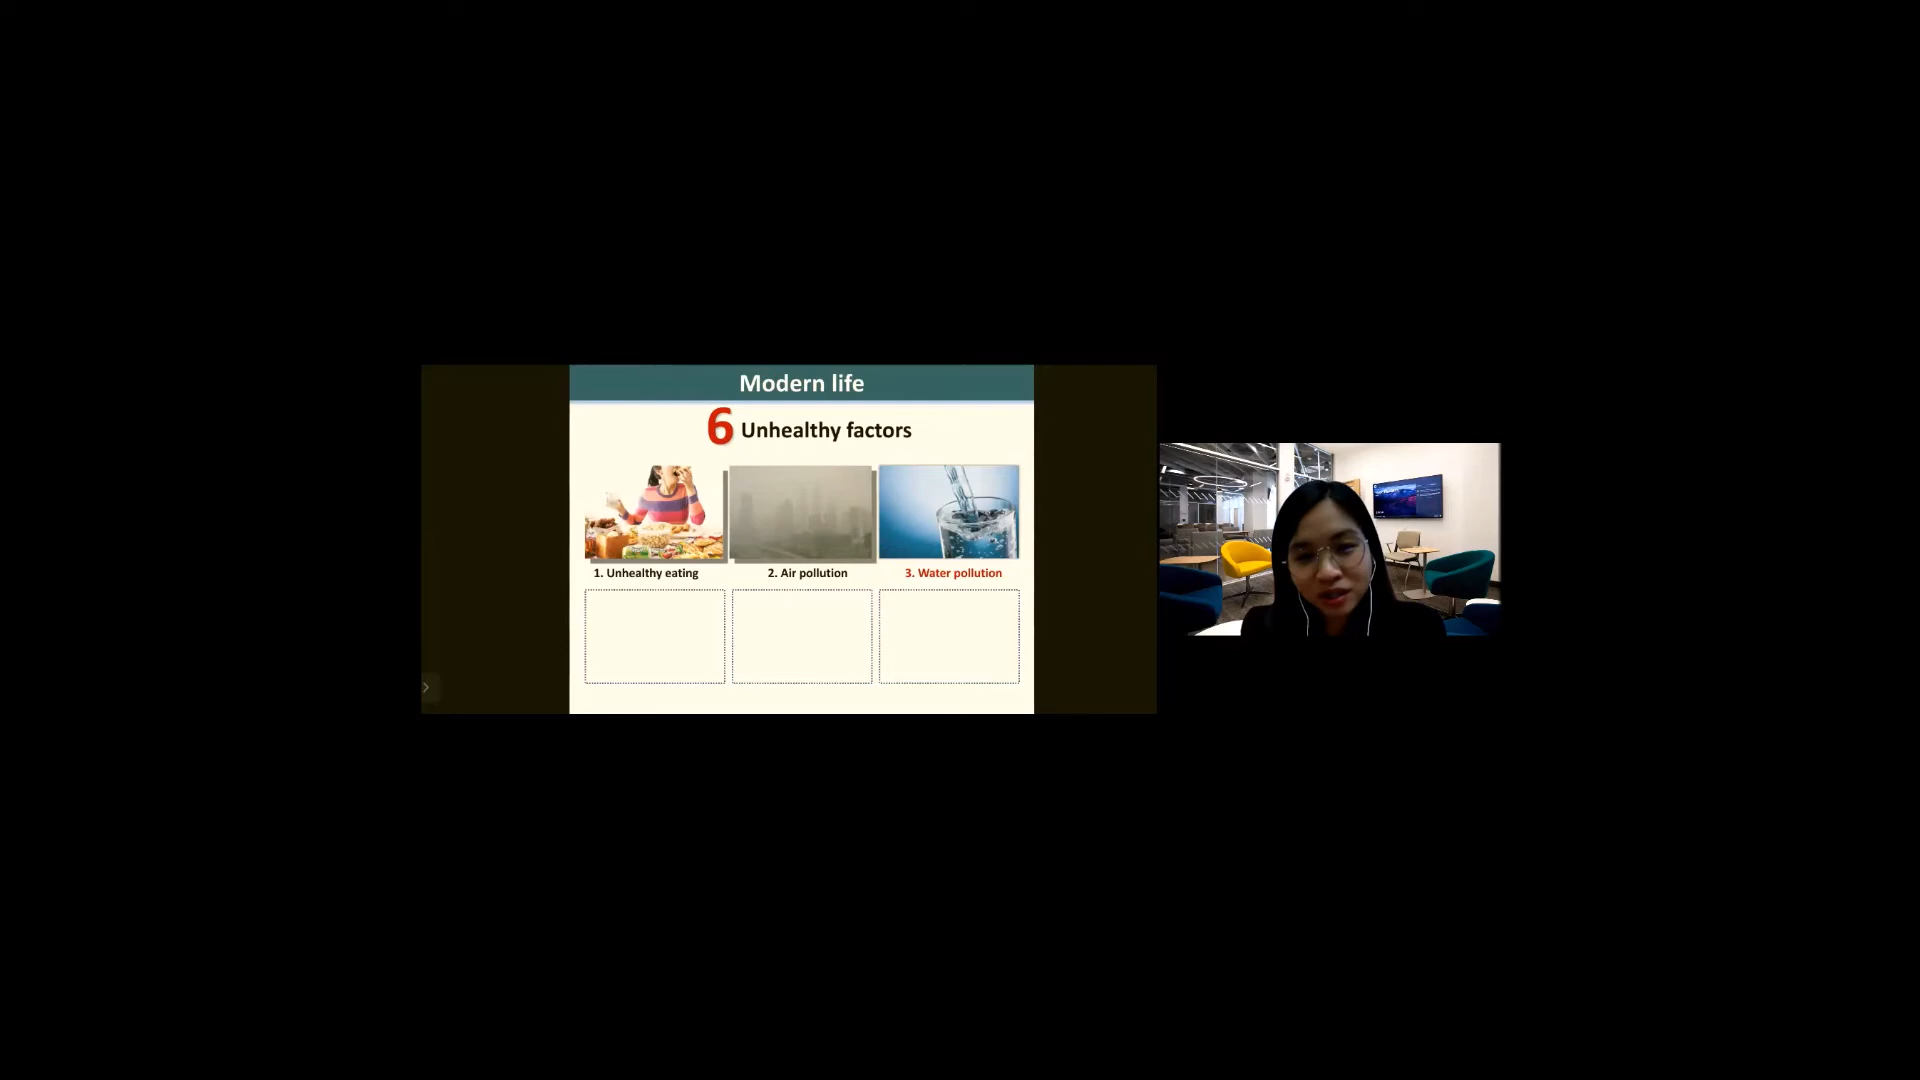 Modern life
6 Unhealthy factors
1. Unhealthy eating
2. Air pollution
3. Water pollution